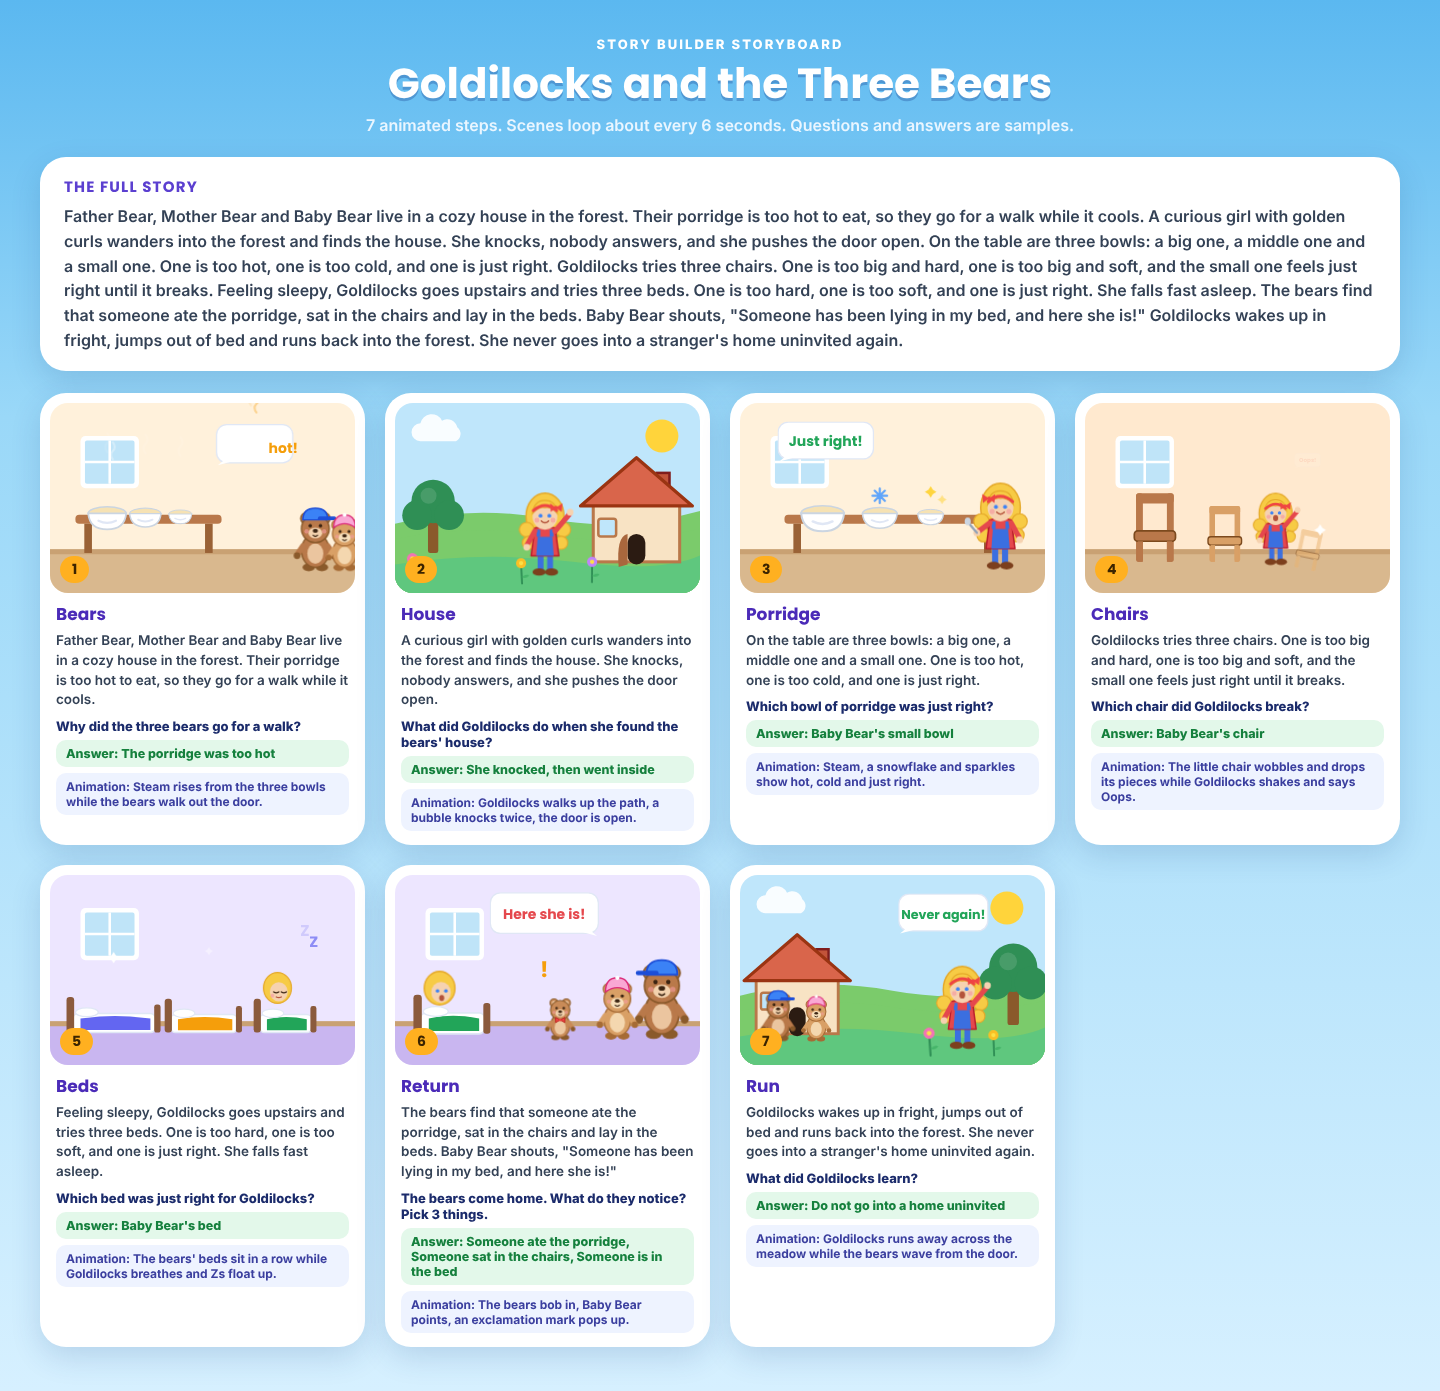 STORY BUILDER STORYBOARD
Goldilocks and the Three Bears
7 animated steps. Scenes loop about every 6 seconds. Questions and answers are samples.
THE FULL STORY
Father Bear, Mother Bear and Baby Bear live in a cozy house in the forest. Their porridge is too hot to eat, so they go for a walk while it cools. A curious girl with golden
curls wanders into the forest and finds the house. She knocks, nobody answers, and she pushes the door open. On the table are three bowls: a big one, a middle one and
a small one. One is too hot, one is too cold, and one is just right. Goldilocks tries three chairs. One is too big and hard, one is too big and soft, and the small one feels just
right until it breaks. Feeling sleepy, Goldilocks goes upstairs and tries three beds. One is too hard, one is too soft, and one is just right. She falls fast asleep. The bears find
that someone ate the porridge, sat in the chairs and lay in the beds. Baby Bear shouts, "Someone has been lying in my bed, and here she is!" Goldilocks wakes up in
fright, jumps out of bed and runs back into the forest. She never goes into a stranger's home uninvited again.
hot!
1
Bears
Father Bear, Mother Bear and Baby Bear live
in a cozy house in the forest. Their porridge
is too hot to eat, so they go for a walk while it
cools.
Why did the three bears go for a walk?
Answer: The porridge was too hot
Animation: Steam rises from the three bowls
while the bears walk out the door.
2
House
A curious girl with golden curls wanders into
the forest and finds the house. She knocks,
nobody answers, and she pushes the door
open.
What did Goldilocks do when she found the
bears' house?
Answer: She knocked, then went inside
Animation: Goldilocks walks up the path, a
bubble knocks twice, the door is open.
Just right!
3
Porridge
On the table are three bowls: a big one, a
middle one and a small one. One is too hot,
one is too cold, and one is just right.
Which bowl of porridge was just right?
Answer: Baby Bear's small bowl
Animation: Steam, a snowflake and sparkles
show hot, cold and just right.
4
Chairs
Goldilocks tries three chairs. One is too big
and hard, one is too big and soft, and the
small one feels just right until it breaks.
Which chair did Goldilocks break?
Answer: Baby Bear's chair
Animation: The little chair wobbles and drops
its pieces while Goldilocks shakes and says
Oops.
Z
Z
5
Beds
Feeling sleepy, Goldilocks goes upstairs and
tries three beds. One is too hard, one is too
soft, and one is just right. She falls fast
asleep.
Which bed was just right for Goldilocks?
Answer: Baby Bear's bed
Animation: The bears' beds sit in a row while
Goldilocks breathes and Zs float up.
Here she is!
!
6
Return
The bears find that someone ate the
porridge, sat in the chairs and lay in the
beds. Baby Bear shouts, "Someone has been
lying in my bed, and here she is!"
The bears come home. What do they notice?
Pick 3 things.
Answer: Someone ate the porridge,
Someone sat in the chairs, Someone is in
the bed
Animation: The bears bob in, Baby Bear
points, an exclamation mark pops up.
Never again!
7
Run
Goldilocks wakes up in fright, jumps out of
bed and runs back into the forest. She never
goes into a stranger's home uninvited again.
What did Goldilocks learn?
Answer: Do not go into a home uninvited
Animation: Goldilocks runs away across the
meadow while the bears wave from the door.